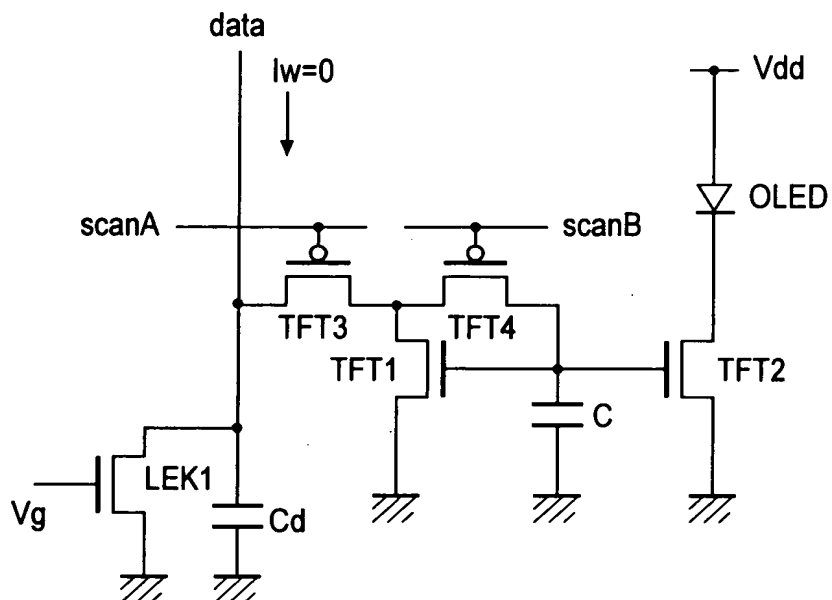 data
Iw=0
Vdd
OLED
scanA
scanB
TFT3
TFT4
TFT1
TFT2
C
LEK1
Vg
Cd